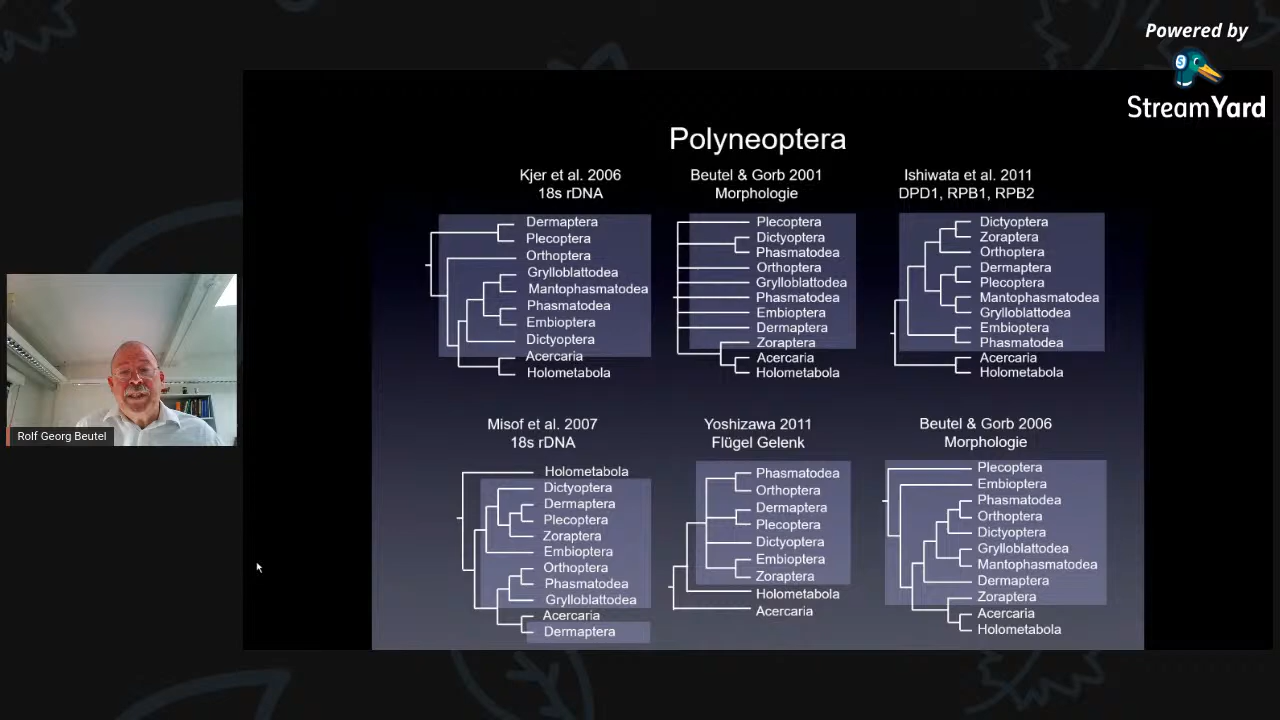 Powered by
StreamYard
Polyneoptera
Kjer et al. 2006
18s rDNA
Dermaptera
Plecoptera
Orthoptera
Grylloblattodea
Mantophasmatodea
Phasmatodea
Embioptera
Dictyoptera
Acercaria
Holometabola
Beutel & Gorb 2001
Morphologie
Plecoptera
Dictyoptera
Phasmatodea
Orthoptera
Grylloblattodea
Phasmatodea
Embioptera
Dermaptera
Zoraptera
Acercaria
Holometabola
Ishiwata et al. 2011
DPD1, RPB1, RPB2
Dictyoptera
Zoraptera
Orthoptera
Dermaptera
Plecoptera
Mantophasmatodea
Grylloblattodea
Embioptera
Phasmatodea
Acercaria
Holometabola
Misof et al. 2007
18s rDNA
Holometabola
Dictyoptera
Dermaptera
Plecoptera
Zoraptera
Embioptera
Orthoptera
Phasmatodea
Grylloblattodea
Acercaria
Dermaptera
Yoshizawa 2011
Flügel Gelenk
Phasmatodea
Orthoptera
Dermaptera
Plecoptera
Dictyoptera
Embioptera
Zoraptera
Holometabola
Acercaria
Beutel & Gorb 2006
Morphologie
Plecoptera
Embioptera
Phasmatodea
Orthoptera
Dictyoptera
Grylloblattodea
Mantophasmatodea
Dermaptera
Zoraptera
Acercaria
Holometabola
Rolf Georg Beutel